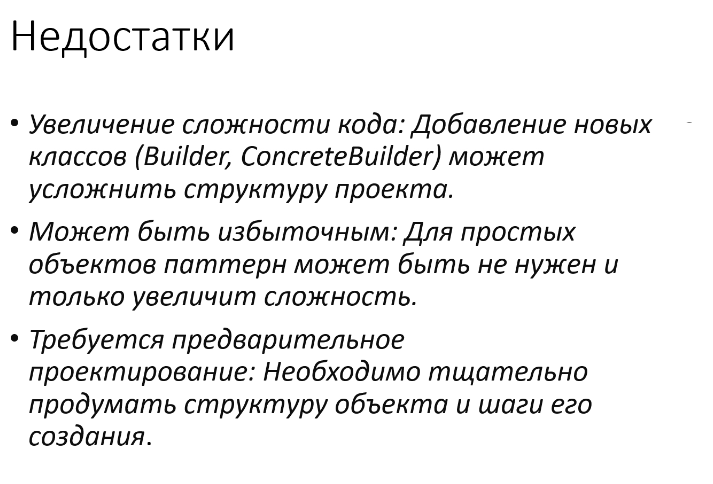 Недостатки
• Увеличение сложности кода: Добавление новых
классов (Builder, ConcreteBuilder) может
усложнить структуру проекта.
• Может быть избыточным: Для простых
объектов паттерн может быть не нужен и
только увеличит сложность.
• Требуется предварительное
проектирование: Необходимо тщательно
продумать структуру объекта и шаги его
создания.